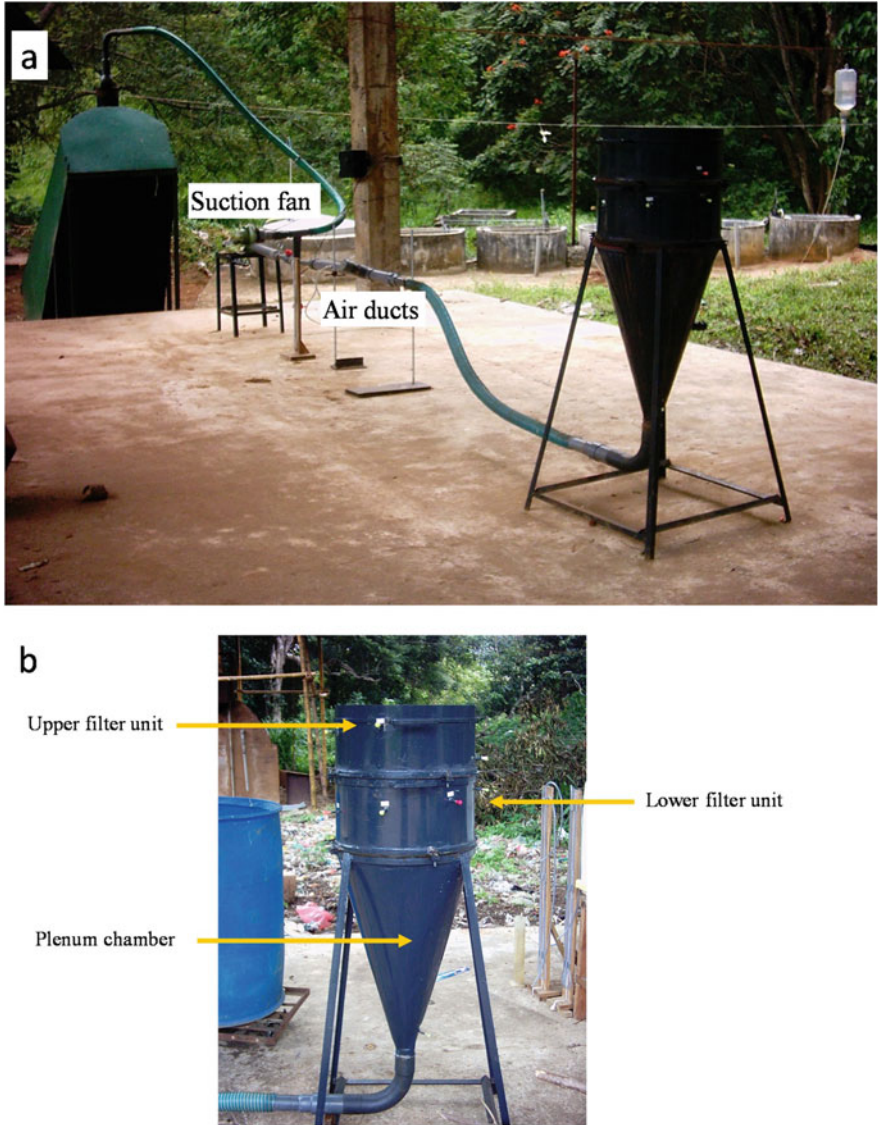 a
Suction fan
Air ducts
b
Upper filter unit
Lower filter unit
Plenum chamber